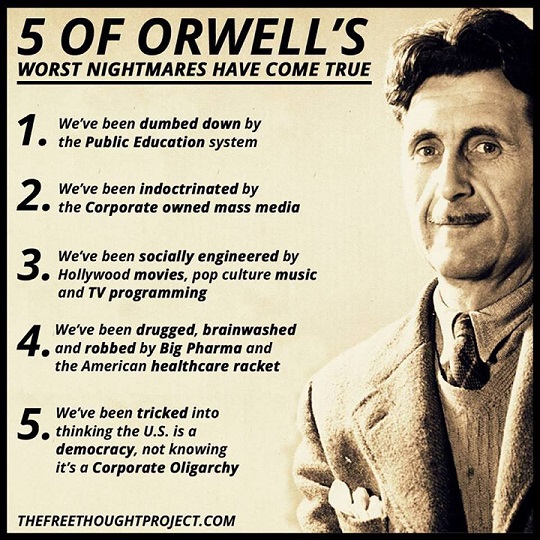 5 OF ORWELL'S
WORST NIGHTMARES HAVE COME TRUE
1. We've been dumbed down by
the Public Education system
2. We've been indoctrinated by
the Corporate owned mass media
3. We've been socially engineered by
Hollywood movies, pop culture music
and TV programming
4. We've been drugged, brainwashed
and robbed by Big Pharma and
the American healthcare racket
5. We've been tricked into
thinking the U.S. is a
democracy, not knowing
it's a Corporate Oligarchy
THEFREETHOUGHTPROJECT.COM